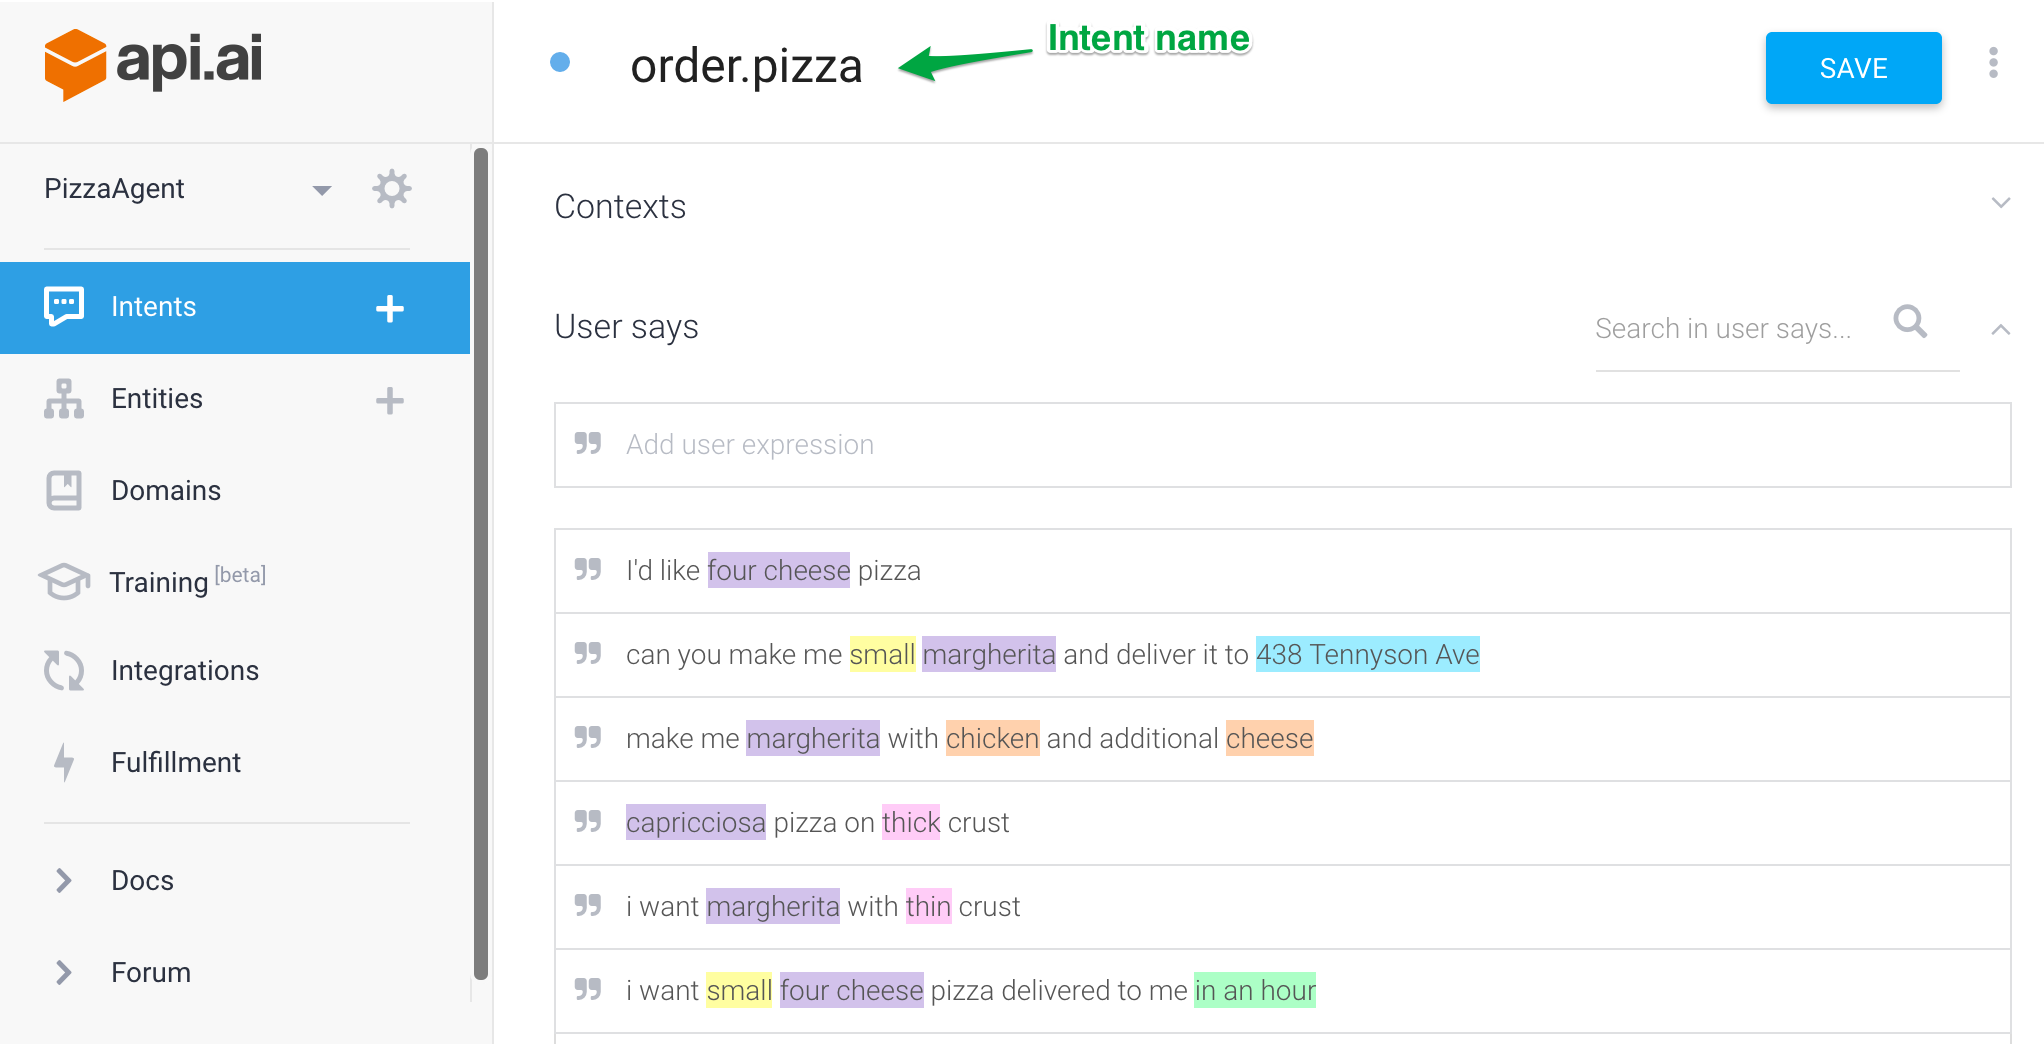 api.ai
order.pizza
Intent name
SAVE
PizzaAgent
Intents
Entities
Domains
Training [beta]
Integrations
Fulfillment
Docs
Forum
Contexts
User says
Search in user says...
Add user expression
I'd like four cheese pizza
can you make me small margherita and deliver it to 438 Tennyson Ave
make me margherita with chicken and additional cheese
capricciosa pizza on thick crust
i want margherita with thin crust
i want small four cheese pizza delivered to me in an hour